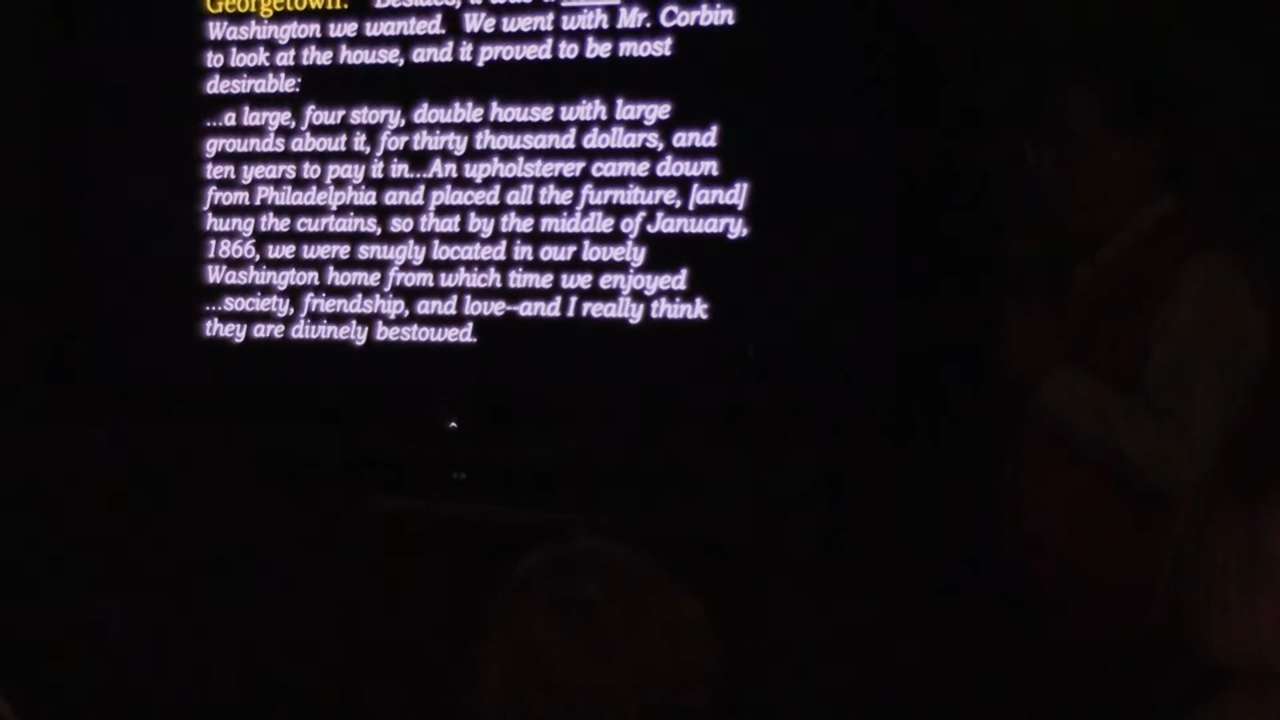 Georgetown.
Washington we wanted. We went with Mr. Corbin
to look at the house, and it proved to be most
desirable:
...a large, four story, double house with large
grounds about it, for thirty thousand dollars, and
ten years to pay it in...An upholsterer came down
from Philadelphia and placed all the furniture, [and]
hung the curtains, so that by the middle of January,
1866, we were snugly located in our lovely
Washington home from which time we enjoyed
...society, friendship, and love--and I really think
they are divinely bestowed.